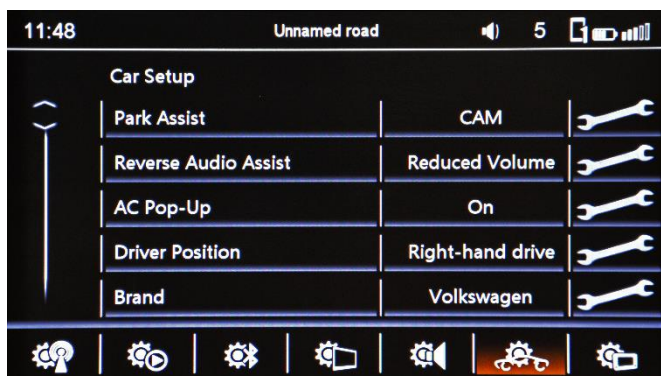 11:48 Unnamed road 5
Car Setup
Park Assist CAM
Reverse Audio Assist Reduced Volume
AC Pop-Up On
Driver Position Right-hand drive
Brand Volkswagen